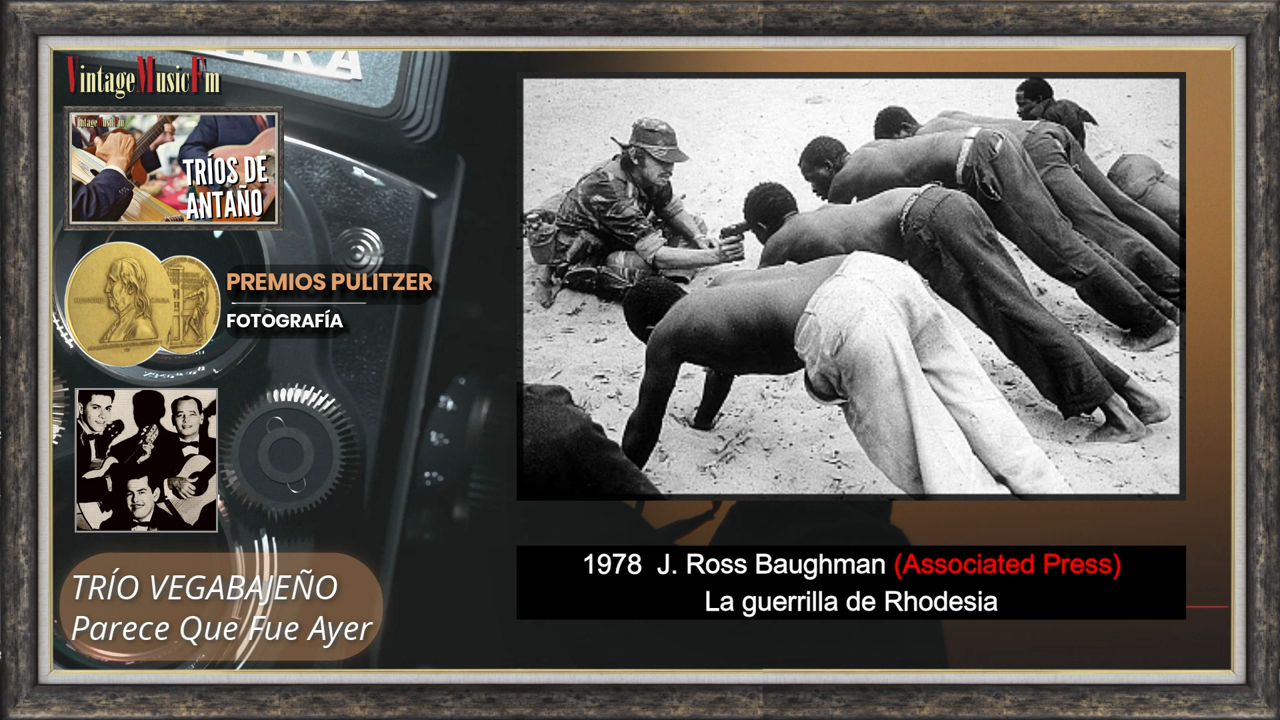 VintageMusicFm
TRÍOS DE
ANTAÑO
PREMIOS PULITZER
FOTOGRAFÍA
TRÍO VEGABAJEÑO
Parece Que Fue Ayer
1978 J. Ross Baughman (Associated Press)
La guerrilla de Rhodesia